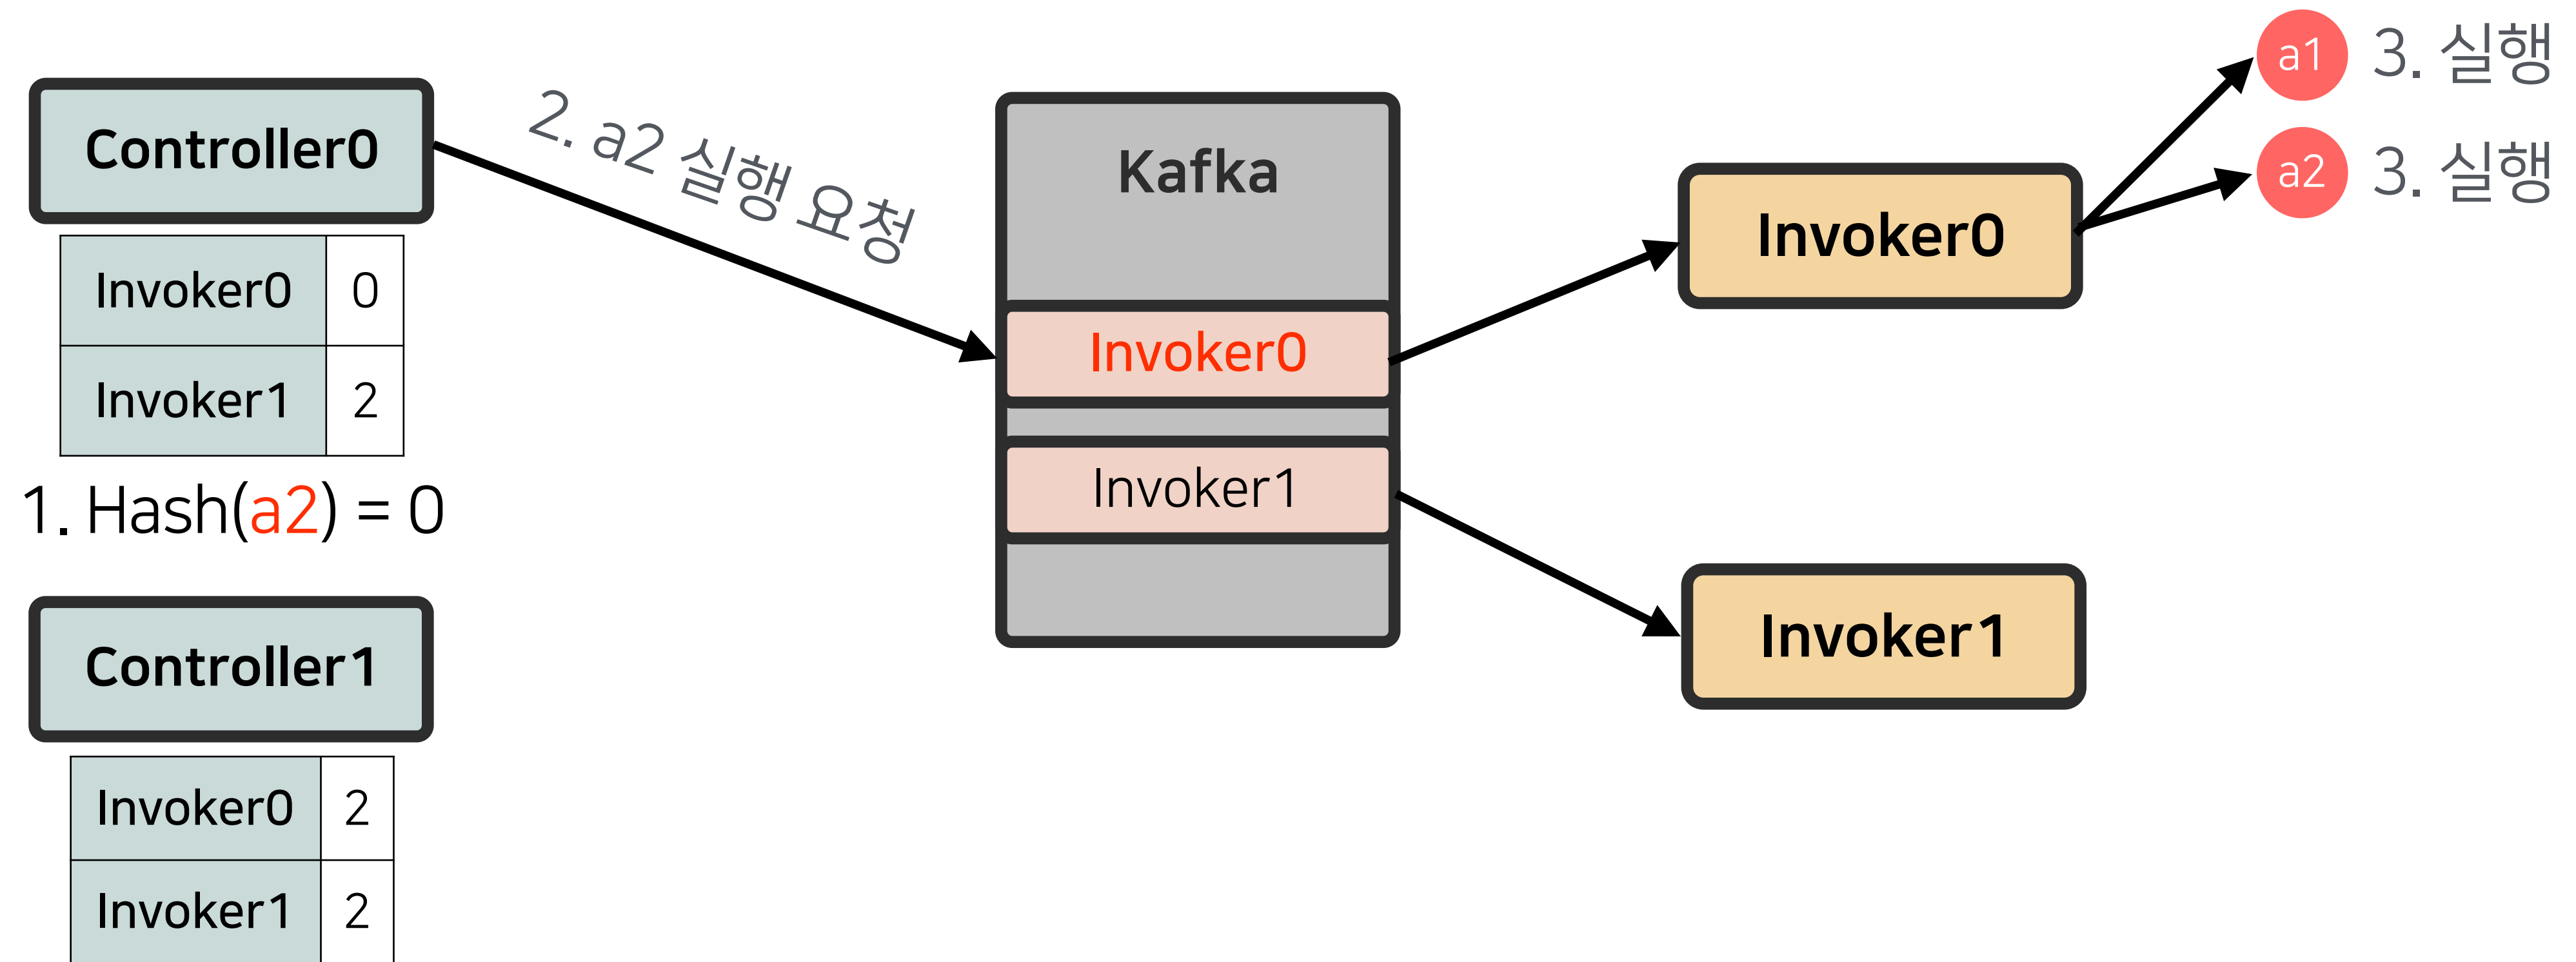 Controller0
Invoker0 0
Invoker1 2
1. Hash(a2) = 0
Controller1
Invoker0 2
Invoker1 2
2. a2 실행 요청
Kafka
Invoker0
Invoker1
Invoker0
Invoker1
a1 3. 실행
a2 3. 실행